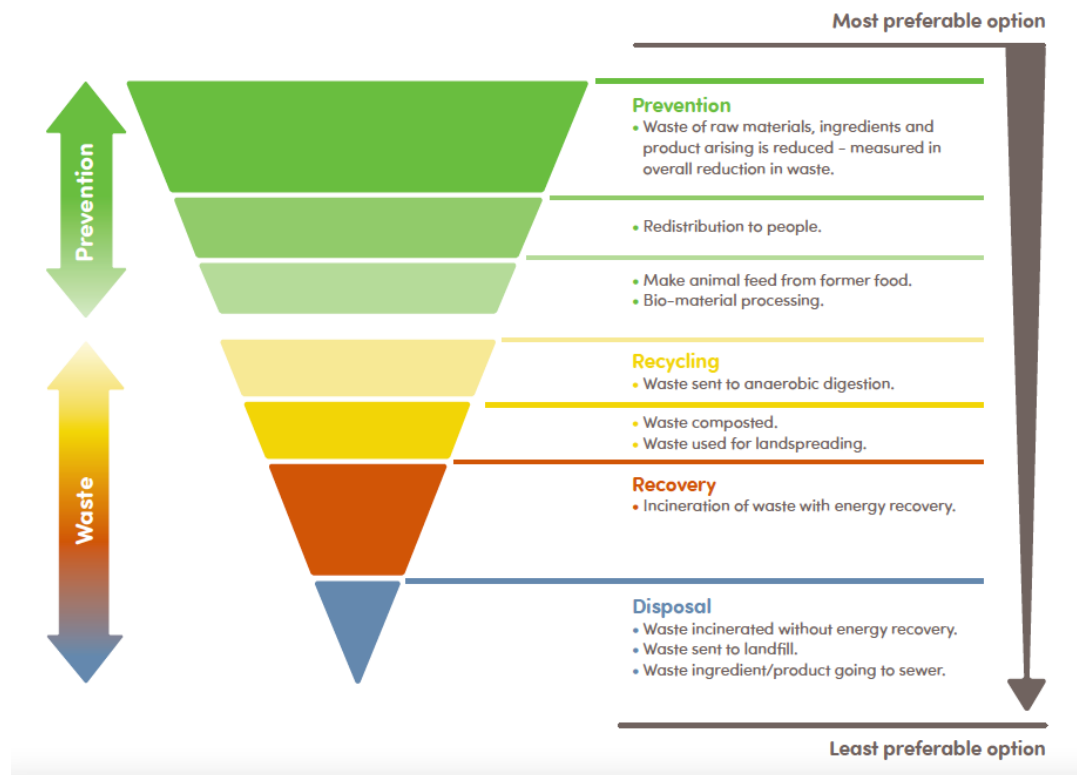 Most preferable option
Prevention
Prevention
• Waste of raw materials, ingredients and
product arising is reduced - measured in
overall reduction in waste.
• Redistribution to people.
• Make animal feed from former food.
• Bio-material processing.
Waste
Recycling
• Waste sent to anaerobic digestion.
• Waste composted.
• Waste used for landspreading.
Recovery
• Incineration of waste with energy recovery.
Disposal
• Waste incinerated without energy recovery.
• Waste sent to landfill.
• Waste ingredient/product going to sewer.
Least preferable option